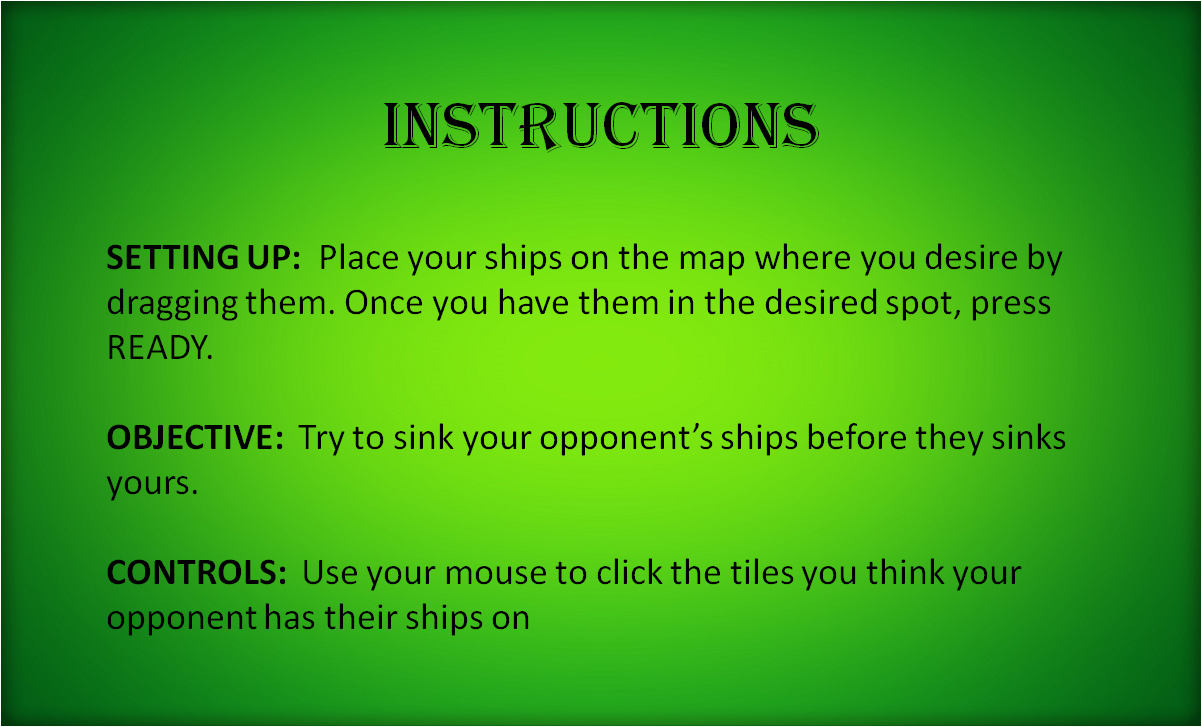 INSTRUCTIONS
SETTING UP: Place your ships on the map where you desire by
dragging them. Once you have them in the desired spot, press
READY.
OBJECTIVE: Try to sink your opponent’s ships before they sinks
yours.
CONTROLS: Use your mouse to click the tiles you think your
opponent has their ships on